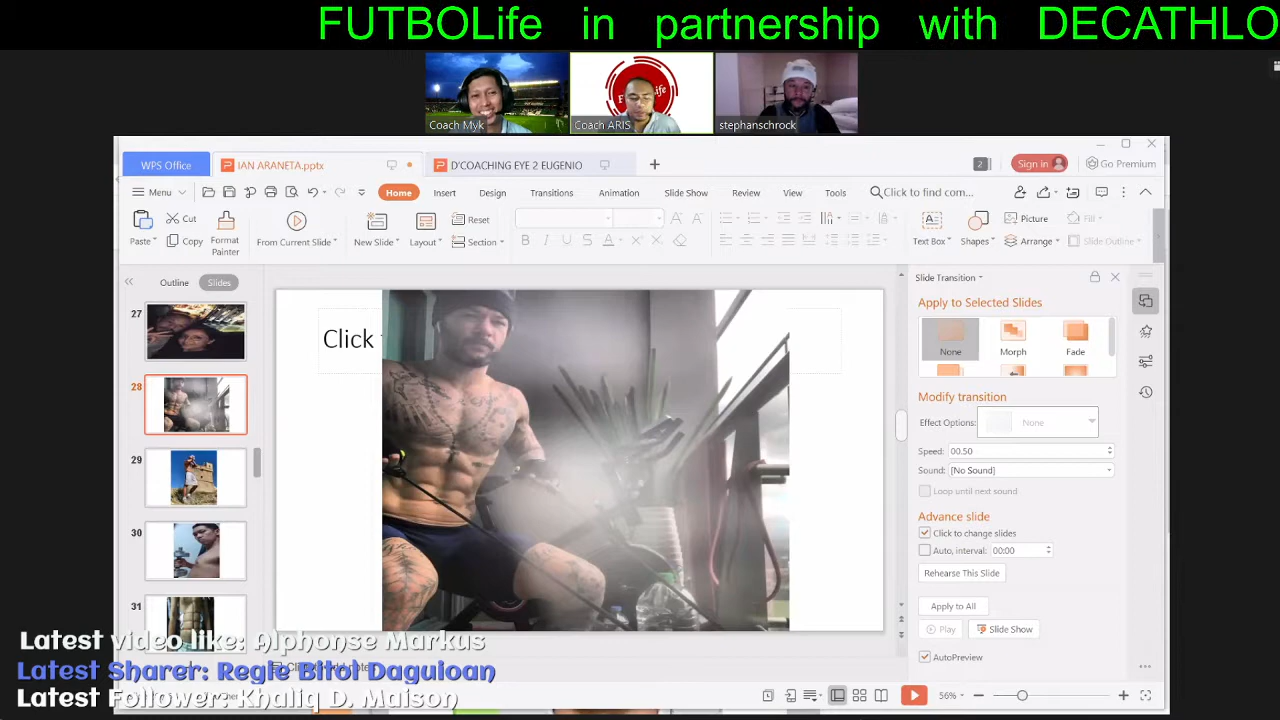 FUTBOLife in partnership with DECATHLO
Coach Myk
Coach ARIS
stephanschrock
WPS Office
IAN ARANETA.pptx
D'COACHING EYE 2 EUGENIO
2
Sign in
Go Premium
Menu
Home
Insert
Design
Transitions
Animation
Slide Show
Review
View
Tools
Click to find com...
Paste
Cut
Copy
Format
Painter
From Current Slide
New Slide
Layout
Reset
Section
Text Box
Shapes
Picture
Arrange
Fill
Slide Outline
Outline
Slides
27
28
29
30
31
Click
Slide Transition
Apply to Selected Slides
None
Morph
Fade
Modify transition
Effect Options:
None
Speed: 00.50
Sound: [No Sound]
Loop until next sound
Advance slide
Click to change slides
Auto, interval: 00:00
Rehearse This Slide
Apply to All
Play
Slide Show
AutoPreview
56%
Latest video like: Alphonse Markus
Latest Sharer: Regie Bitol Daguioan
Latest Follower: Khaliq D. Maison